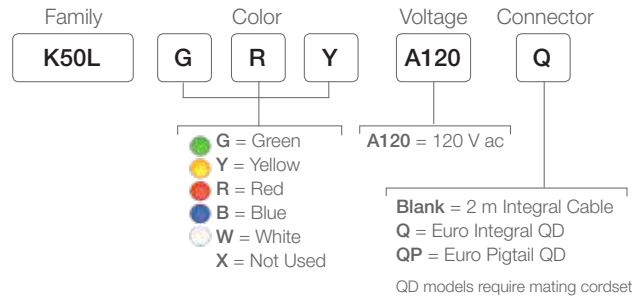 Family Color Voltage Connector
K50L G R Y A120 Q
G = Green
Y = Yellow
R = Red
B = Blue
W = White
X = Not Used
A120 = 120 V ac
Blank = 2 m Integral Cable
Q = Euro Integral QD
QP = Euro Pigtail QD
QD models require mating cordset